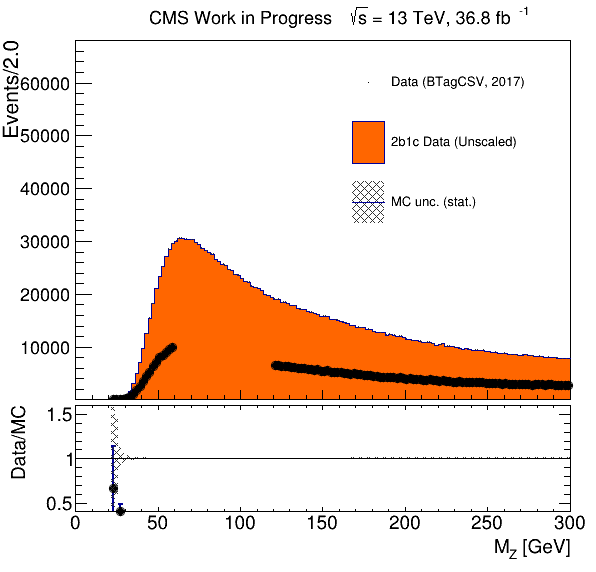 CMS Work in Progress √s = 13 TeV, 36.8 fb -1
Events/2.0
60000
50000
40000
30000
20000
10000
Data (BTagCSV, 2017)
2b1c Data (Unscaled)
MC unc. (stat.)
Data/MC
1.5
1
0.5
0 50 100 150 200 250 300
MZ [GeV]